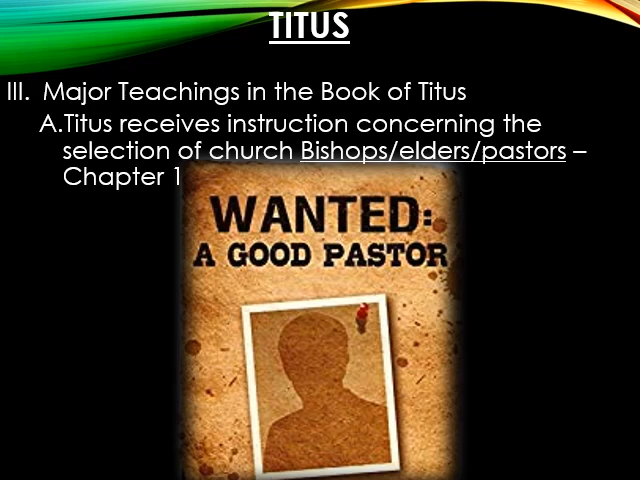 TITUS
III. Major Teachings in the Book of Titus
A.Titus receives instruction concerning the
selection of church Bishops/elders/pastors –
Chapter 1
WANTED:
A GOOD PASTOR